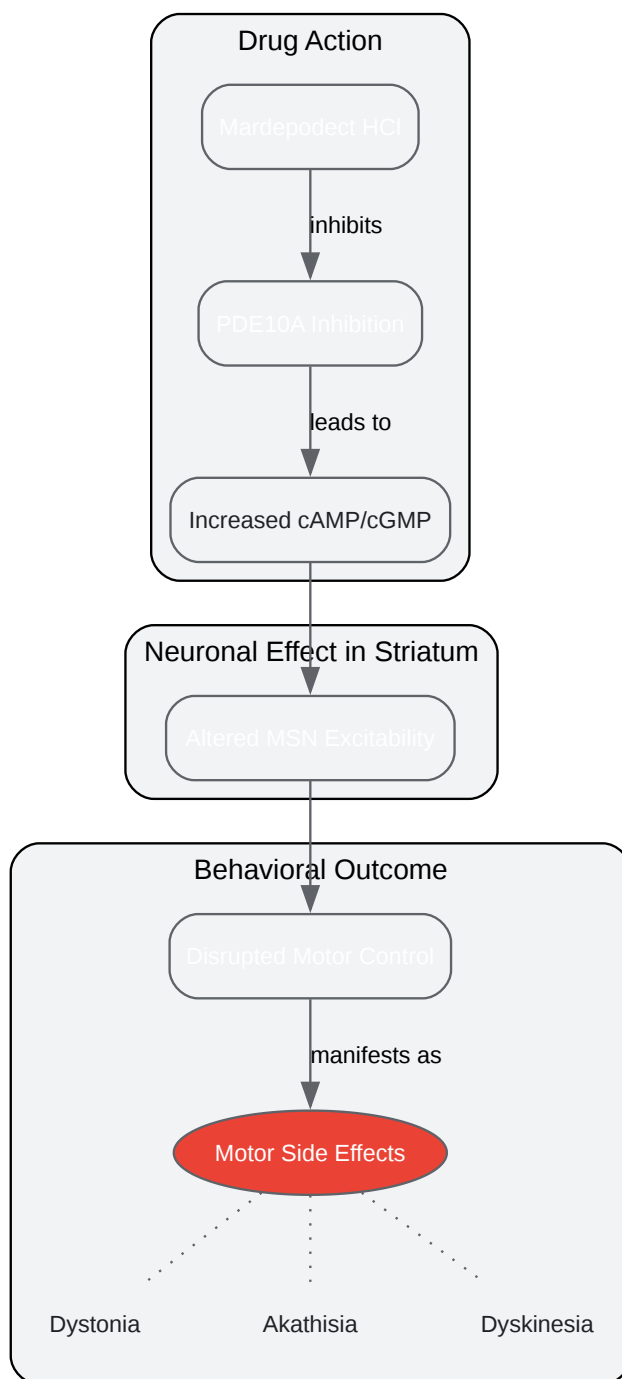 Drug Action
Mardepodect HCl
inhibits
PDE10A Inhibition
leads to
Increased cAMP/cGMP
Neuronal Effect in Striatum
Altered MSN Excitability
Behavioral Outcome
Disrupted Motor Control
manifests as
Motor Side Effects
Dystonia
Akathisia
Dyskinesia